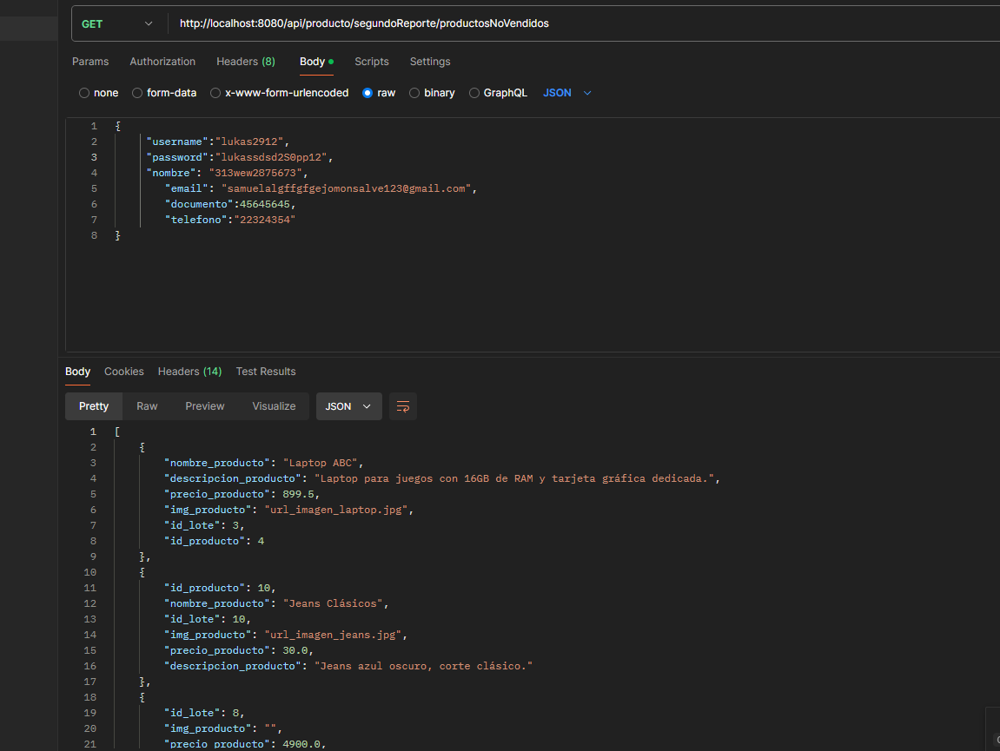 GET http://localhost:8080/api/producto/segundoReporte/productosNoVendidos
Params Authorization Headers (8) Body Scripts Settings
none form-data x-www-form-urlencoded raw binary GraphQL JSON
1 {
2 "username":"lukas2912",
3 "password":"lukassdsd2S0pp12",
4 "nombre": "313wew2875673",
5 "email": "samuelalgffgfgejomonsalve123@gmail.com",
6 "documento":45645645,
7 "telefono":"22324354"
8 }
Body Cookies Headers (14) Test Results
Pretty Raw Preview Visualize JSON
1 [
2 {
3 "nombre_producto": "Laptop ABC",
4 "descripcion_producto": "Laptop para juegos con 16GB de RAM y tarjeta gráfica dedicada.",
5 "precio_producto": 899.5,
6 "img_producto": "url_imagen_laptop.jpg",
7 "id_lote": 3,
8 "id_producto": 4
9 },
10 {
11 "id_producto": 10,
12 "nombre_producto": "Jeans Clásicos",
13 "id_lote": 10,
14 "img_producto": "url_imagen_jeans.jpg",
15 "precio_producto": 30.0,
16 "descripcion_producto": "Jeans azul oscuro, corte clásico."
17 },
18 {
19 "id_lote": 8,
20 "img_producto": "",
21 "precio_producto": 4900.0,